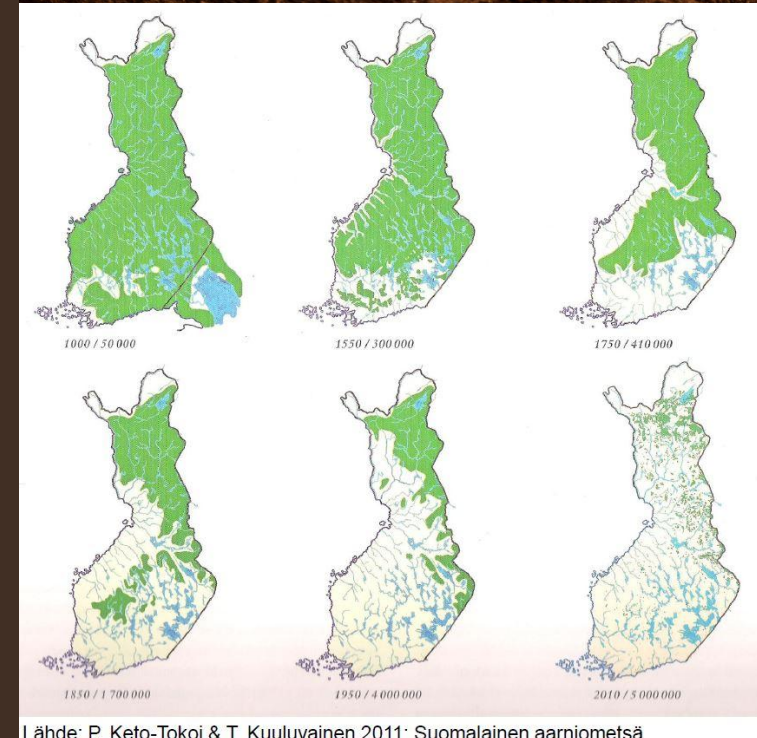 1000 / 50 000
1550 / 300 000
1750 / 410 000
1850 / 1 700 000
1950 / 4 000 000
2010 / 5 000 000
Lähde: P. Keto-Tokoi & T. Kuuluvainen 2011: Suomalainen aarniometsä